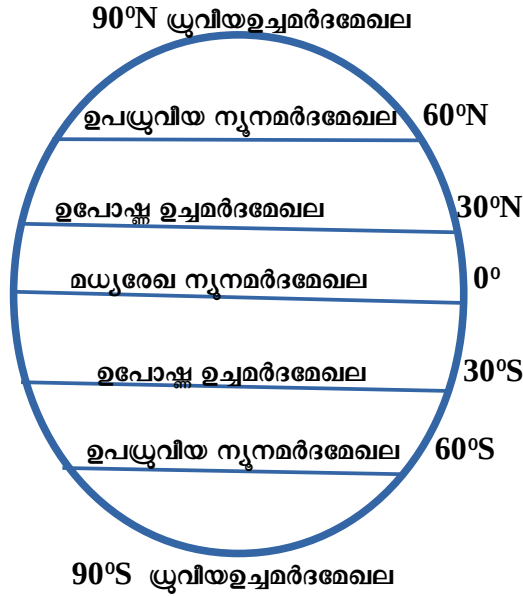 90⁰N ധ്രുവീയഉച്ചമർദമേഖല
ഉപധ്രുവീയ ന്യൂനമർദമേഖല 60⁰N
ഉപോഷ്ണ ഉച്ചമർദമേഖല 30⁰N
മധ്യരേഖ ന്യൂനമർദമേഖല 0⁰
ഉപോഷ്ണ ഉച്ചമർദമേഖല 30⁰S
ഉപധ്രുവീയ ന്യൂനമർദമേഖല 60⁰S
90⁰S ധ്രുവീയഉച്ചമർദമേഖല